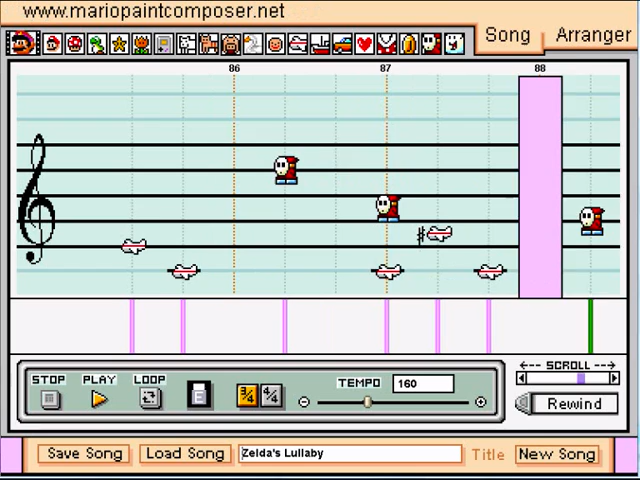 www.mariopaintcomposer.net
Song
Arranger
86
87
88
STOP
PLAY
LOOP
3/4
4/4
TEMPO
160
SCROLL
Rewind
Save Song
Load Song
Zelda's Lullaby
Title
New Song